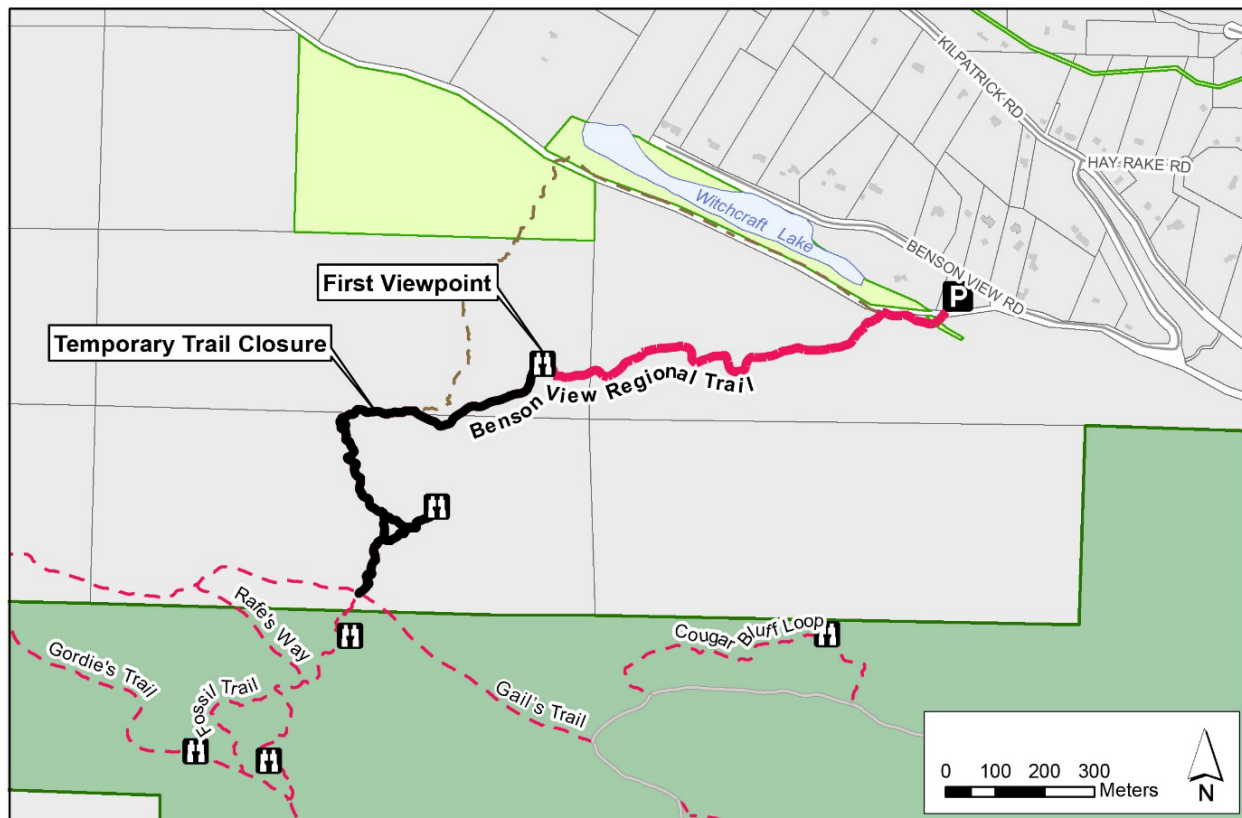 KILPATRICK RD
HAY RAKE RD
Witchcraft Lake
BENSON VIEW RD
P
First Viewpoint
Temporary Trail Closure
Benson View Regional Trail
Rafe's Way
Cougar Bluff Loop
Gordie's Trail
Fossil Trail
Gail's Trail
0 100 200 300
Meters
N